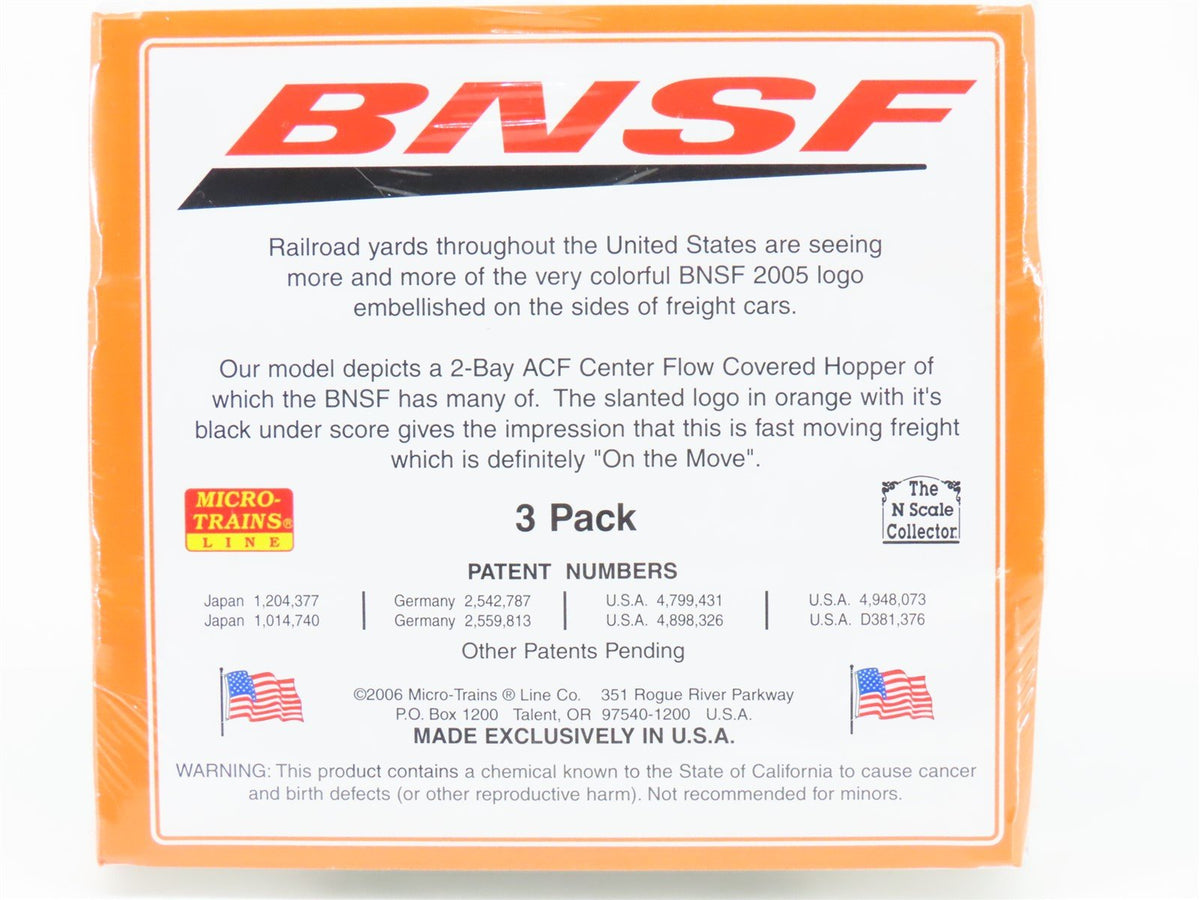 BNSF
Railroad yards throughout the United States are seeing
more and more of the very colorful BNSF 2005 logo
embellished on the sides of freight cars.
Our model depicts a 2-Bay ACF Center Flow Covered Hopper of
which the BNSF has many of. The slanted logo in orange with it's
black under score gives the impression that this is fast moving freight
which is definitely "On the Move".
MICRO-
TRAINS®
LINE
3 Pack
The
N Scale
Collector
PATENT NUMBERS
Japan 1,204,377 Germany 2,542,787 U.S.A. 4,799,431 U.S.A. 4,948,073
Japan 1,014,740 Germany 2,559,813 U.S.A. 4,898,326 U.S.A. D381,376
Other Patents Pending
©2006 Micro-Trains ® Line Co. 351 Rogue River Parkway
P.O. Box 1200 Talent, OR 97540-1200 U.S.A.
MADE EXCLUSIVELY IN U.S.A.
WARNING: This product contains a chemical known to the State of California to cause cancer
and birth defects (or other reproductive harm). Not recommended for minors.